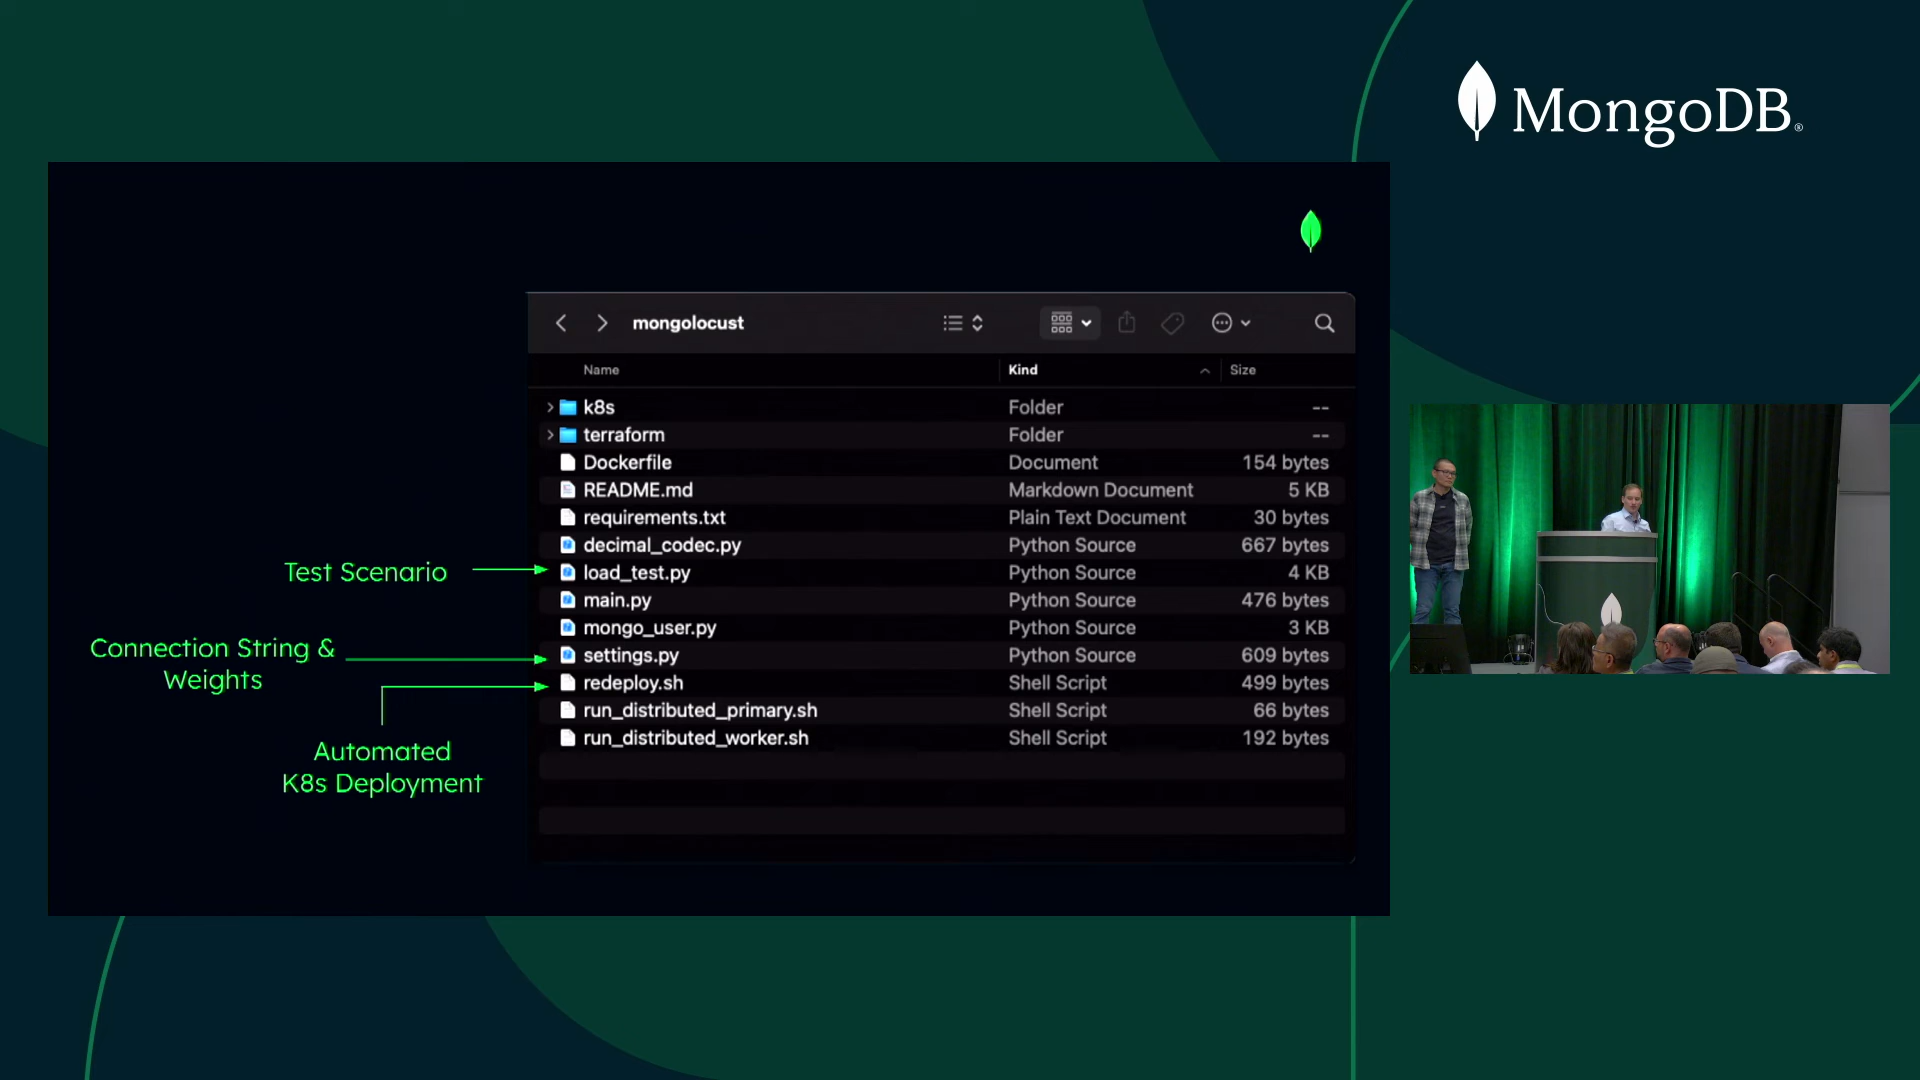 MongoDB®
mongolocust
Name Kind Size
k8s Folder --
terraform Folder --
Dockerfile Document 154 bytes
README.md Markdown Document 5 KB
requirements.txt Plain Text Document 30 bytes
decimal_codec.py Python Source 667 bytes
Test Scenario
load_test.py Python Source 4 KB
main.py Python Source 476 bytes
mongo_user.py Python Source 3 KB
Connection String &
Weights
settings.py Python Source 609 bytes
redeploy.sh Shell Script 499 bytes
run_distributed_primary.sh Shell Script 66 bytes
run_distributed_worker.sh Shell Script 192 bytes
Automated
K8s Deployment